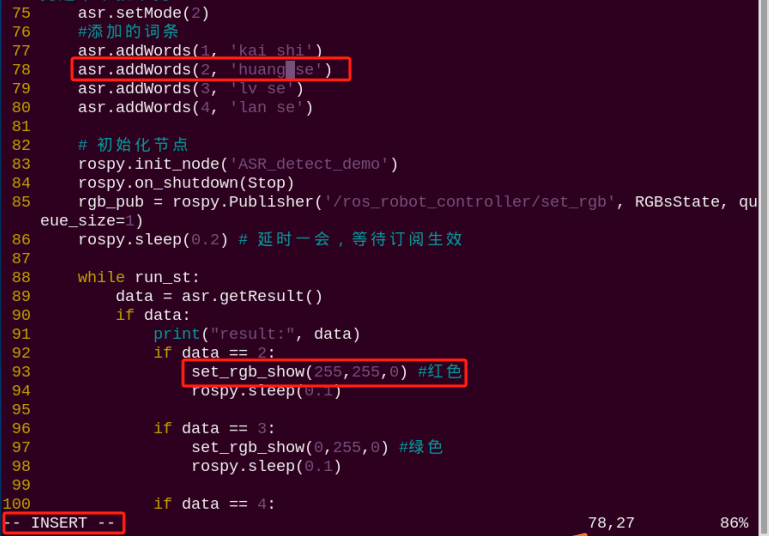 75     asr.setMode(2)
76     #添加的词条
77     asr.addWords(1, 'kai shi')
78     asr.addWords(2, 'huang se')
79     asr.addWords(3, 'lv se')
80     asr.addWords(4, 'lan se')
81
82     # 初始化节点
83     rospy.init_node('ASR_detect_demo')
84     rospy.on_shutdown(Stop)
85     rgb_pub = rospy.Publisher('/ros_robot_controller/set_rgb', RGBsState, qu
eue_size=1)
86     rospy.sleep(0.2) # 延时一会，等待订阅生效
87
88     while run_st:
89         data = asr.getResult()
90         if data:
91             print("result:", data)
92             if data == 2:
93                 set_rgb_show(255,255,0) #红色
94                 rospy.sleep(0.1)
95
96             if data == 3:
97                 set_rgb_show(0,255,0) #绿色
98                 rospy.sleep(0.1)
99
100             if data == 4:
-- INSERT -- 78,27 86%